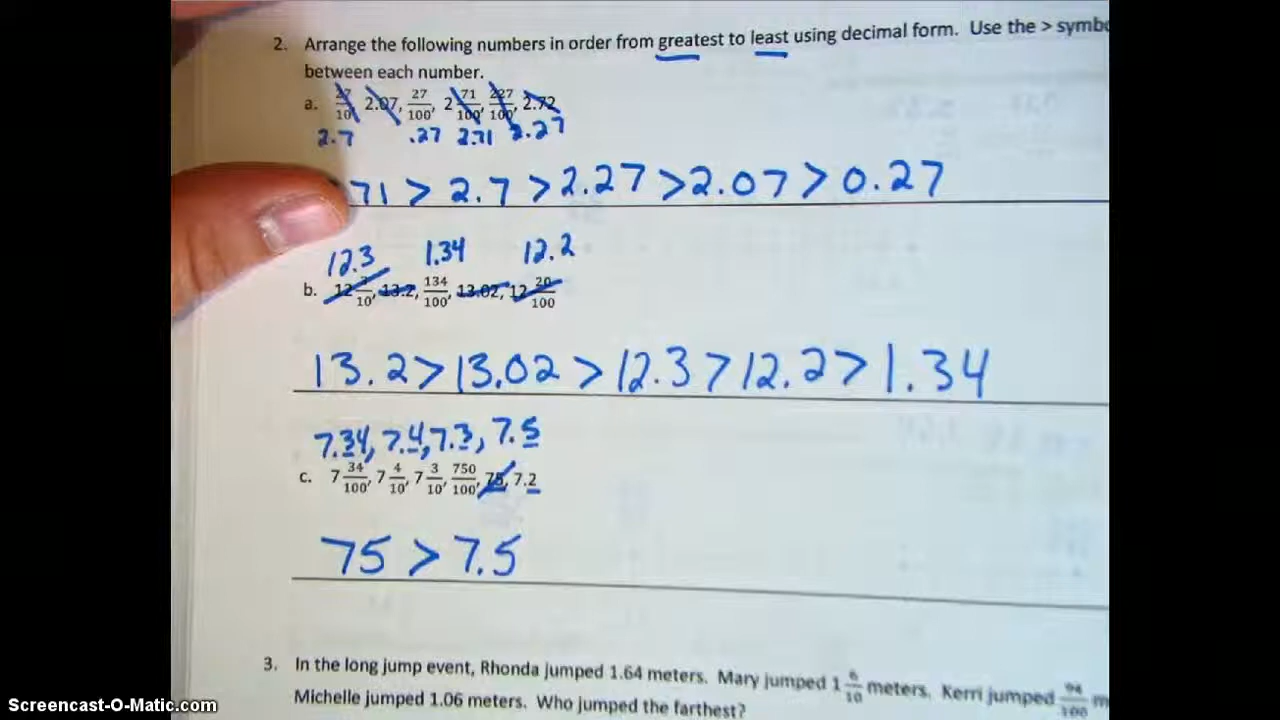 2. Arrange the following numbers in order from greatest to least using decimal form. Use the > symbo
between each number.
a. 27/10, 2.07, 27/100, 2 71/100, 227/100, 2.72
2.7 .27 2.71 2.27
71 > 2.7 > 2.27 > 2.07 > 0.27
12.3 1.34 12.2
b. 12 3/10, 13.2, 134/100, 13.02, 12 20/100
13.2 > 13.02 > 12.3 > 12.2 > 1.34
7.34, 7.4, 7.3, 7.5
c. 7 34/100, 7 4/10, 7 3/10, 750/100, 75, 7.2
75 > 7.5
3. In the long jump event, Rhonda jumped 1.64 meters. Mary jumped 1 6/10 meters. Kerri jumped 94/100 m
Michelle jumped 1.06 meters. Who jumped the farthest?
Screencast-O-Matic.com